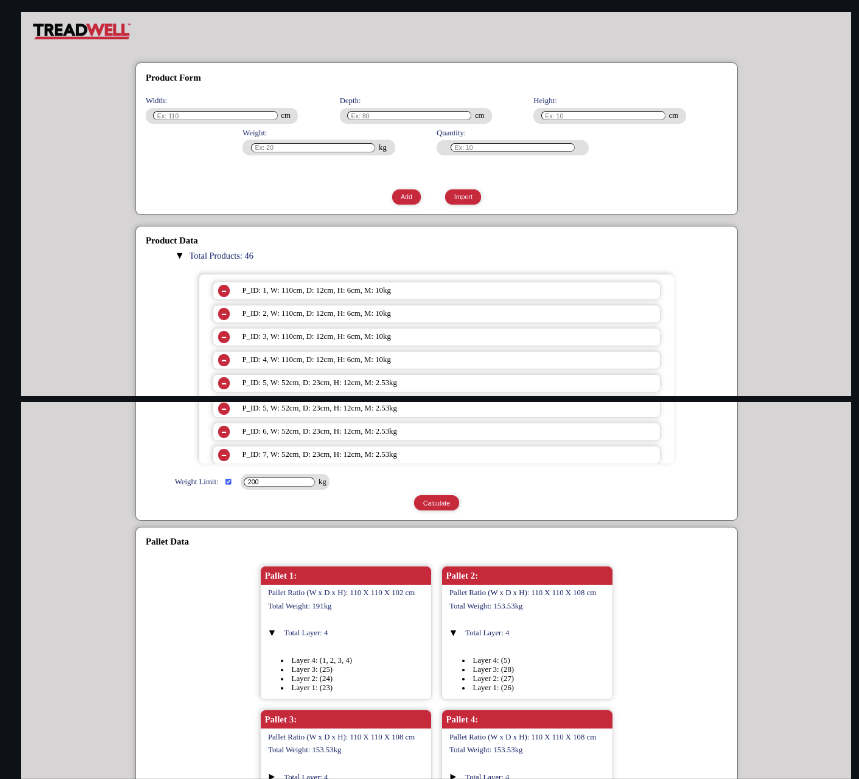 TREADWELL
Product Form
Width: Depth: Height:
Ex: 110 cm Ex: 80 cm Ex: 10 cm
Weight: Quantity:
Ex: 20 kg Ex: 10
Add Import
Product Data
▼ Total Products: 46
P_ID: 1, W: 110cm, D: 12cm, H: 6cm, M: 10kg
P_ID: 2, W: 110cm, D: 12cm, H: 6cm, M: 10kg
P_ID: 3, W: 110cm, D: 12cm, H: 6cm, M: 10kg
P_ID: 4, W: 110cm, D: 12cm, H: 6cm, M: 10kg
P_ID: 5, W: 52cm, D: 23cm, H: 12cm, M: 2.53kg
P_ID: 5, W: 52cm, D: 23cm, H: 12cm, M: 2.53kg
P_ID: 6, W: 52cm, D: 23cm, H: 12cm, M: 2.53kg
P_ID: 7, W: 52cm, D: 23cm, H: 12cm, M: 2.53kg
Weight Limit: 200 kg
Calculate
Pallet Data
Pallet 1:
Pallet Ratio (W x D x H): 110 X 110 X 102 cm
Total Weight: 191kg
▼ Total Layer: 4
• Layer 4: (1, 2, 3, 4)
• Layer 3: (25)
• Layer 2: (24)
• Layer 1: (23)
Pallet 2:
Pallet Ratio (W x D x H): 110 X 110 X 108 cm
Total Weight: 153.53kg
▼ Total Layer: 4
• Layer 4: (5)
• Layer 3: (28)
• Layer 2: (27)
• Layer 1: (26)
Pallet 3:
Pallet Ratio (W x D x H): 110 X 110 X 108 cm
Total Weight: 153.53kg
▶ Total Layer: 4
Pallet 4:
Pallet Ratio (W x D x H): 110 X 110 X 108 cm
Total Weight: 153.53kg
▶ Total Layer: 4